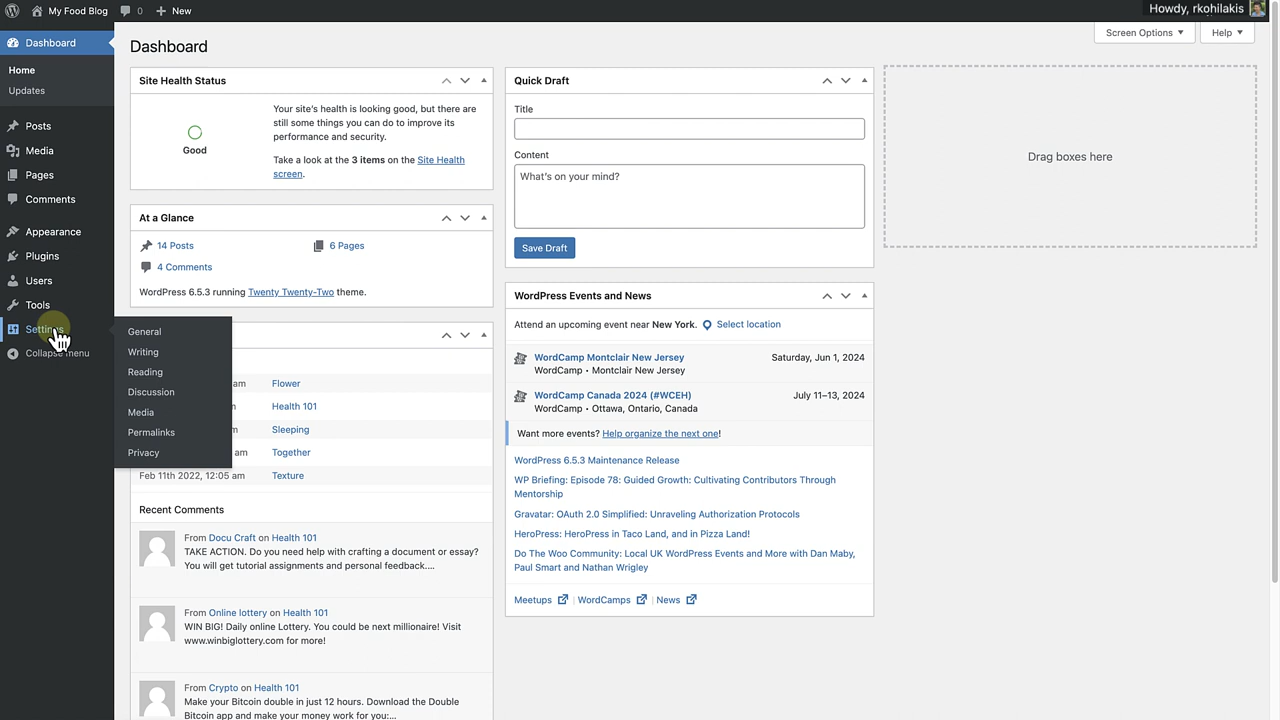 My Food Blog
0
New
Howdy, rkohilakis
Dashboard
Home
Updates
Posts
Media
Pages
Comments
Appearance
Plugins
Users
Tools
Settings
Collapse menu
General
Writing
Reading
Discussion
Media
Permalinks
Privacy
Screen Options
Help
Dashboard
Site Health Status
Good
Your site's health is looking good, but there are
still some things you can do to improve its
performance and security.
Take a look at the 3 items on the Site Health
screen.
At a Glance
14 Posts
6 Pages
4 Comments
WordPress 6.5.3 running Twenty Twenty-Two theme.
am Flower
m Health 101
m Sleeping
am Together
Feb 11th 2022, 12:05 am Texture
Recent Comments
From Docu Craft on Health 101
TAKE ACTION. Do you need help with crafting a document or essay?
You will get tutorial assignments and personal feedback....
From Online lottery on Health 101
WIN BIG! Daily online Lottery. You could be next millionaire! Visit
www.winbiglottery.com for more!
From Crypto on Health 101
Make your Bitcoin double in just 12 hours. Download the Double
Bitcoin app and make your money work for you:...
Quick Draft
Title
Content
What's on your mind?
Save Draft
WordPress Events and News
Attend an upcoming event near New York. Select location
WordCamp Montclair New Jersey Saturday, Jun 1, 2024
WordCamp • Montclair New Jersey
WordCamp Canada 2024 (#WCEH) July 11–13, 2024
WordCamp • Ottawa, Ontario, Canada
Want more events? Help organize the next one!
WordPress 6.5.3 Maintenance Release
WP Briefing: Episode 78: Guided Growth: Cultivating Contributors Through
Mentorship
Gravatar: OAuth 2.0 Simplified: Unraveling Authorization Protocols
HeroPress: HeroPress in Taco Land, and in Pizza Land!
Do The Woo Community: Local UK WordPress Events and More with Dan Maby,
Paul Smart and Nathan Wrigley
Meetups | WordCamps | News
Drag boxes here